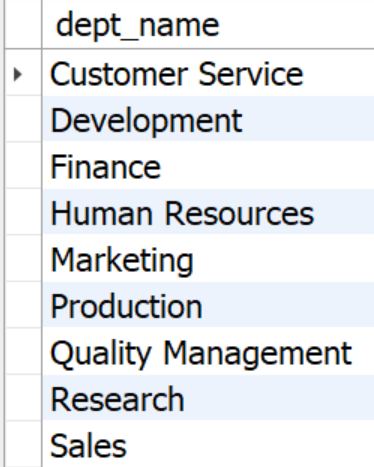 dept_name
Customer Service
Development
Finance
Human Resources
Marketing
Production
Quality Management
Research
Sales